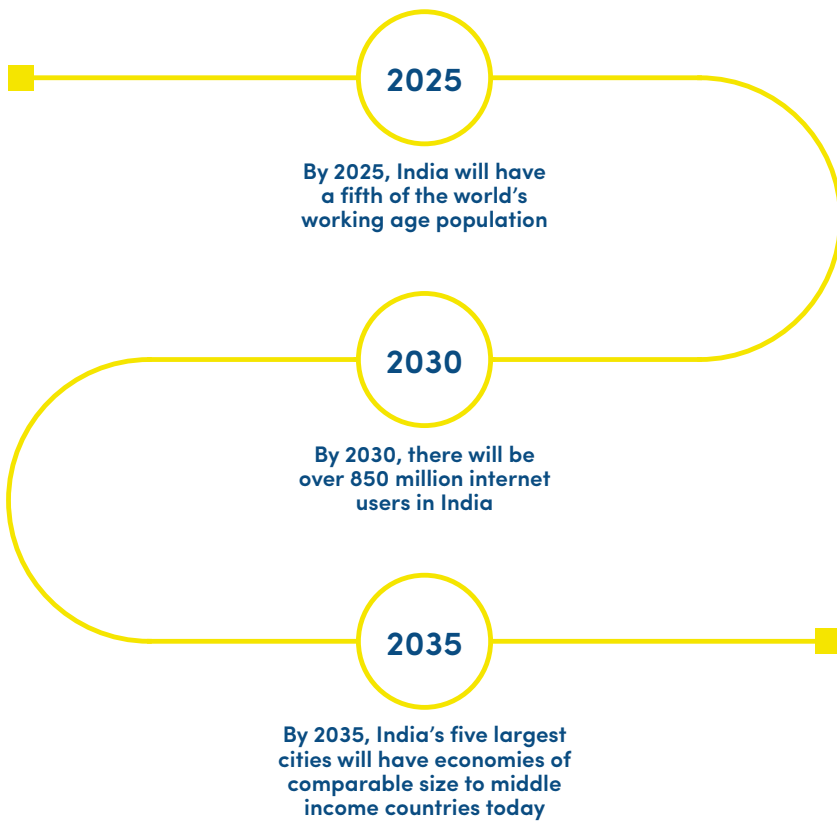 2025
By 2025, India will have
a fifth of the world’s
working age population
2030
By 2030, there will be
over 850 million internet
users in India
2035
By 2035, India’s five largest
cities will have economies of
comparable size to middle
income countries today